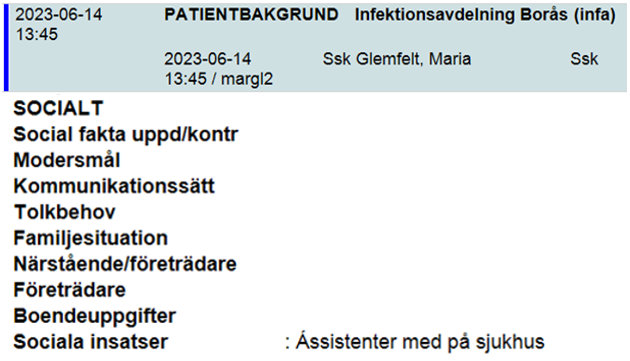 2023-06-14 PATIENTBAKGRUND Infektionsavdelning Borås (infa)
13:45
2023-06-14 Ssk Glemfelt, Maria Ssk
13:45 / margl2
SOCIALT
Social fakta uppd/kontr
Modersmål
Kommunikationssätt
Tolkbehov
Familjesituation
Närstående/företrädare
Företrädare
Boendeuppgifter
Sociala insatser : Ássistenter med på sjukhus